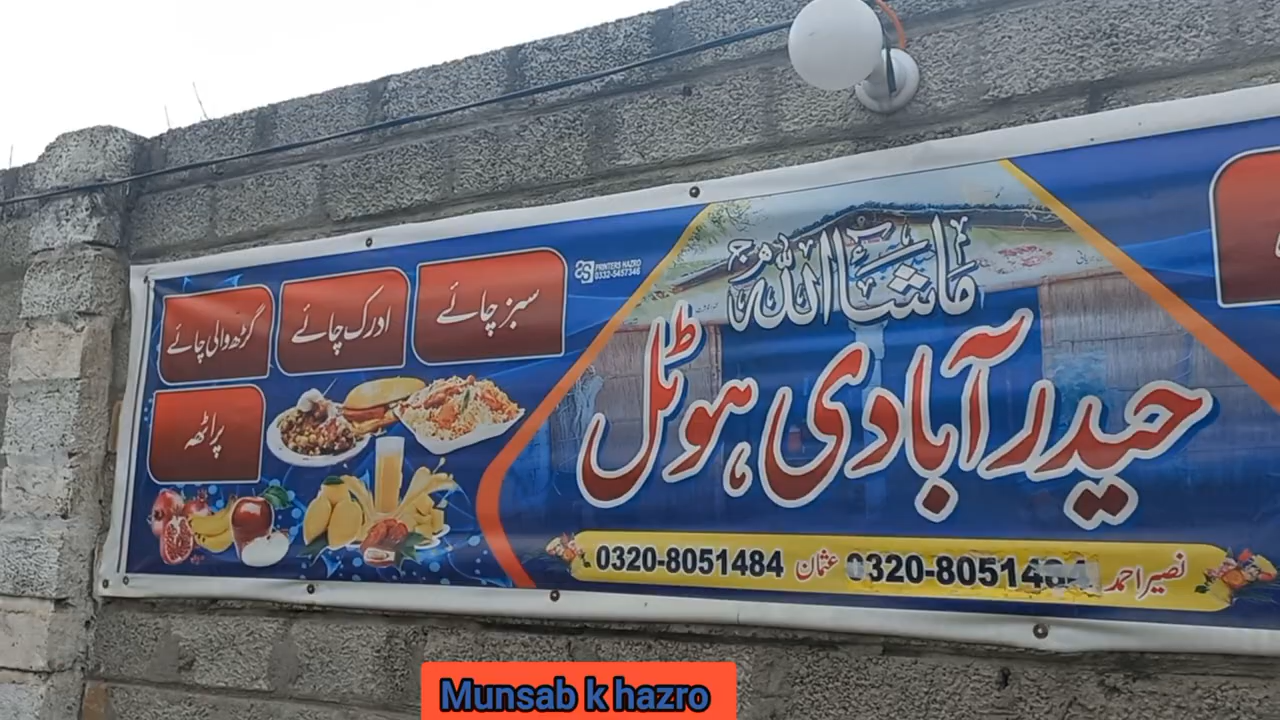 ماشاءاللہ
حیدرآبادی ہوٹل
نصیر احمد 0320-8051484 عثمان 0320-8051484
سبز چائے
ادرک چائے
گڑھ والی چائے
پراٹھہ
PRINTERS HAZRO
0332-5457346
Munsab k hazro